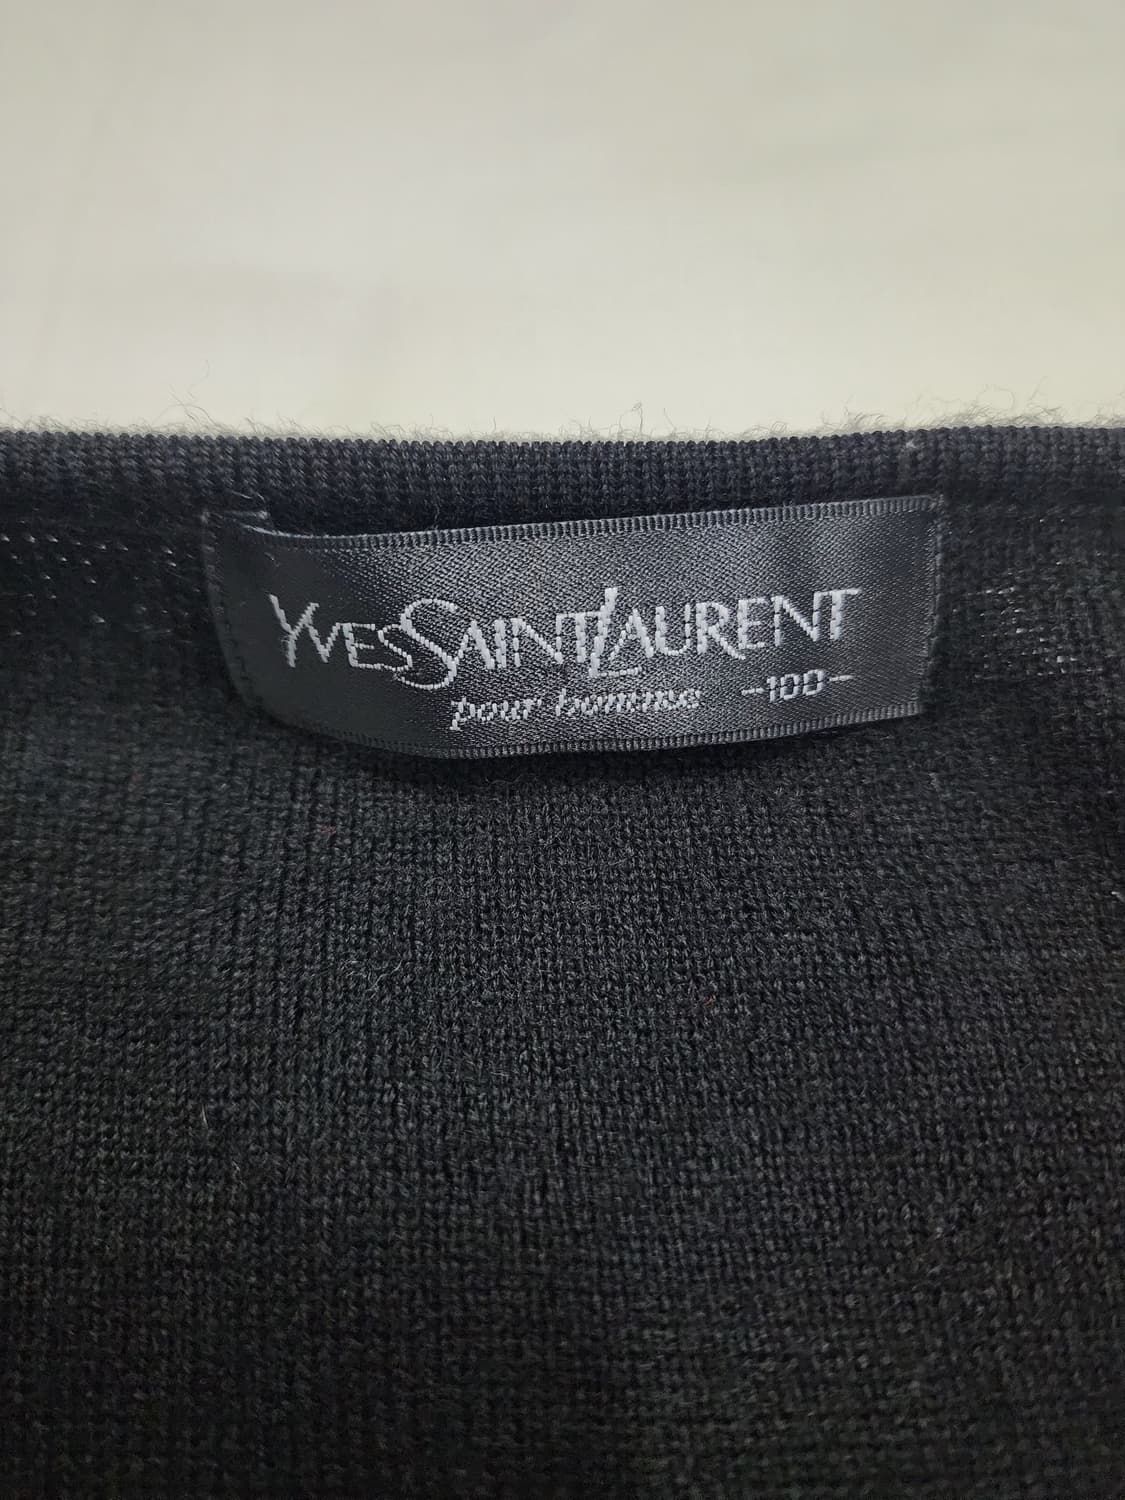 YVES SAINT LAURENT
pour homme -100-